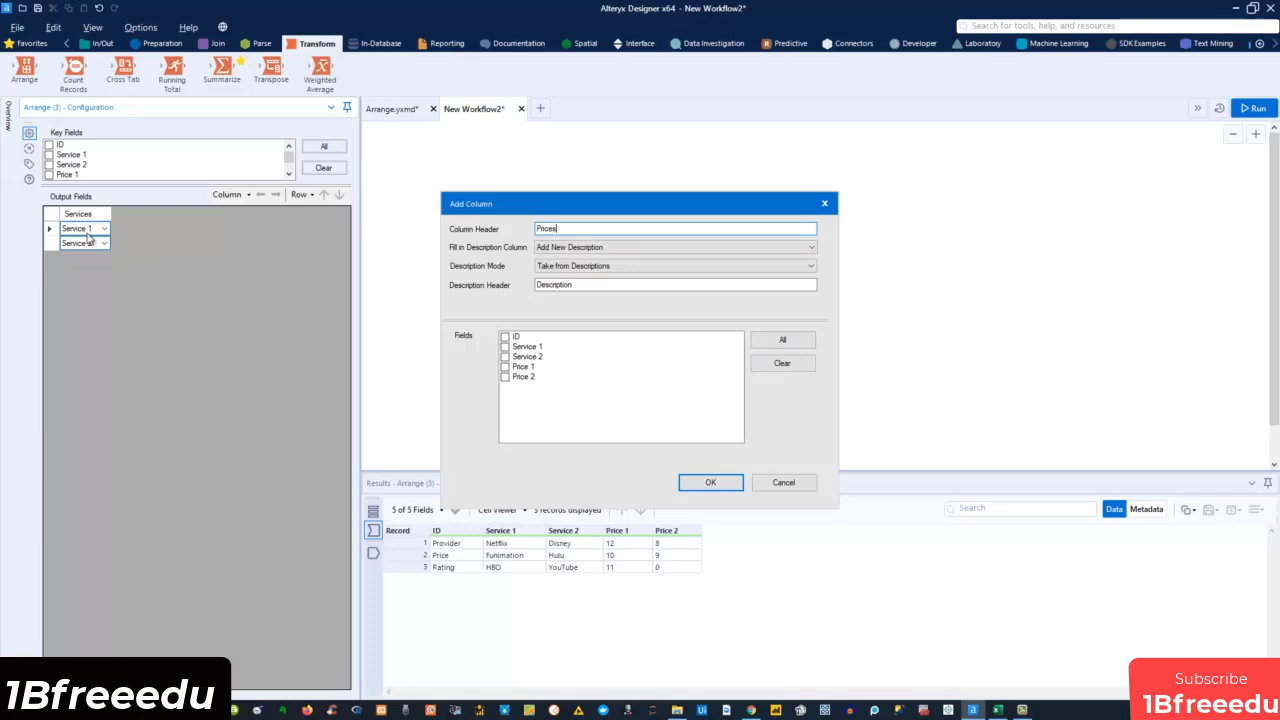 Alteryx Designer x64 - New Workflow2*
File Edit View Options Help
Search for tools, help, and resources
Favorites In/Out Preparation Join Parse Transform In-Database Reporting Documentation Spatial Interface Data Investigation Predictive Connectors Developer Laboratory Machine Learning SDK Examples Text Mining
Arrange Count Records Cross Tab Running Total Summarize Transpose Weighted Average
Overview
Arrange (3) - Configuration
Arrange.yxmd*
New Workflow2*
Run
Key Fields
ID
Service 1
Service 2
Price 1
All
Clear
Output Fields
Column
Row
Services
Service 1
Service
Add Column
Column Header Prices
Fill in Description Column Add New Description
Description Mode Take from Descriptions
Description Header Description
Fields
ID
Service 1
Service 2
Price 1
Price 2
All
Clear
OK
Cancel
Results - Arrange (3) -
5 of 5 Fields Cell Viewer 3 records displayed
Search
Data Metadata
Record ID Service 1 Service 2 Price 1 Price 2
1 Provider Netflix Disney 12 8
2 Price Funimation Hulu 10 9
3 Rating HBO YouTube 11 0
1Bfreeedu
Subscribe
1Bfreeedu